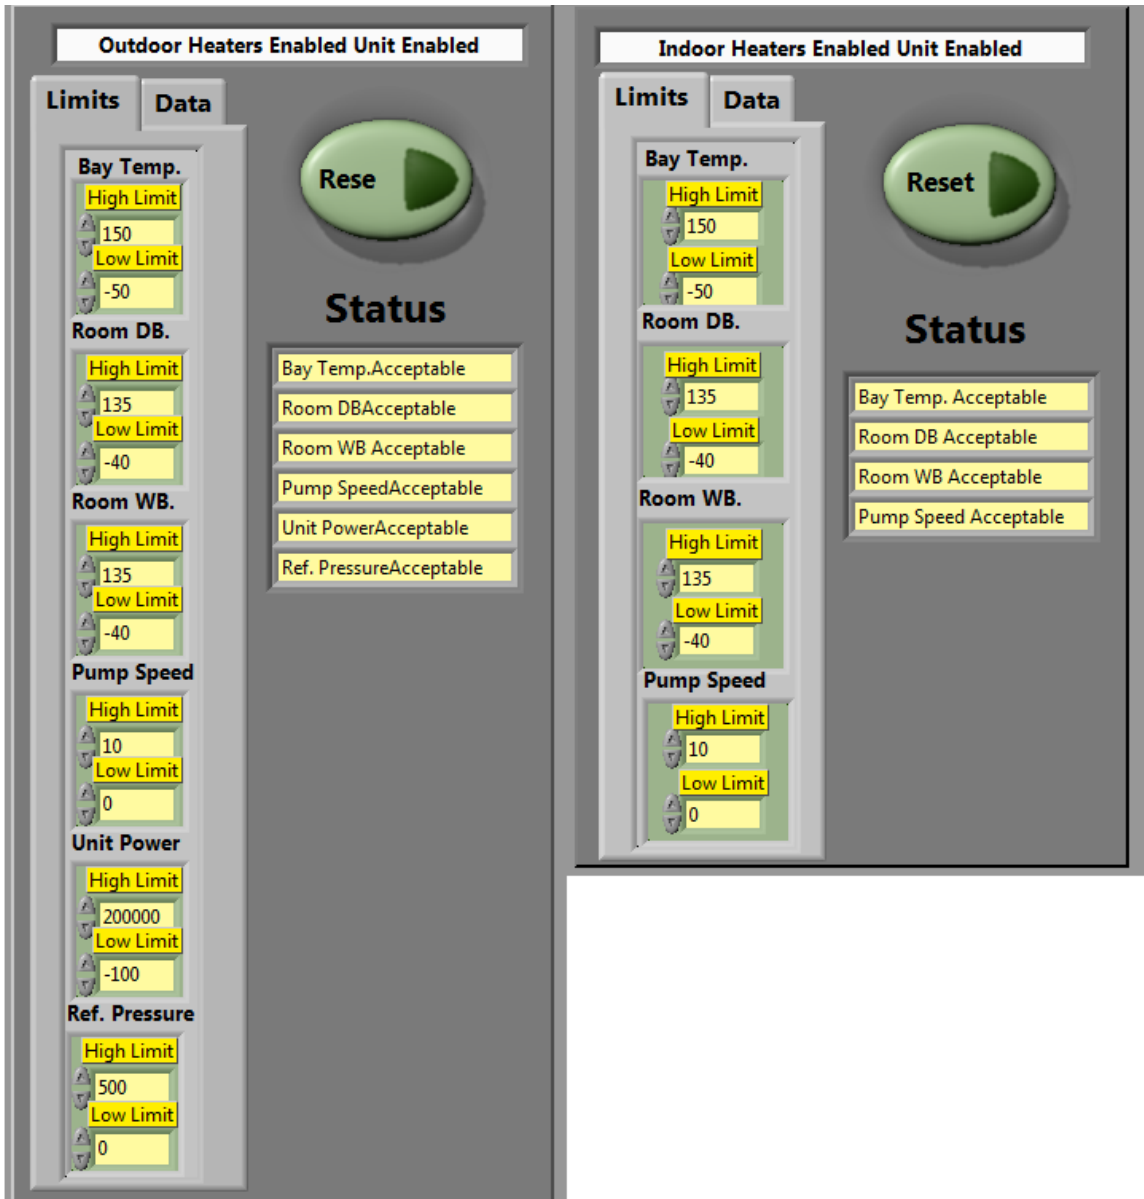 Outdoor Heaters Enabled Unit Enabled
Limits
Data
Bay Temp.
High Limit
150
Low Limit
-50
Room DB.
High Limit
135
Low Limit
-40
Room WB.
High Limit
135
Low Limit
-40
Pump Speed
High Limit
10
Low Limit
0
Unit Power
High Limit
200000
Low Limit
-100
Ref. Pressure
High Limit
500
Low Limit
0
Rese
Status
Bay Temp.Acceptable
Room DBAcceptable
Room WB Acceptable
Pump SpeedAcceptable
Unit PowerAcceptable
Ref. PressureAcceptable
Indoor Heaters Enabled Unit Enabled
Limits
Data
Bay Temp.
High Limit
150
Low Limit
-50
Room DB.
High Limit
135
Low Limit
-40
Room WB.
High Limit
135
Low Limit
-40
Pump Speed
High Limit
10
Low Limit
0
Reset
Status
Bay Temp. Acceptable
Room DB Acceptable
Room WB Acceptable
Pump Speed Acceptable